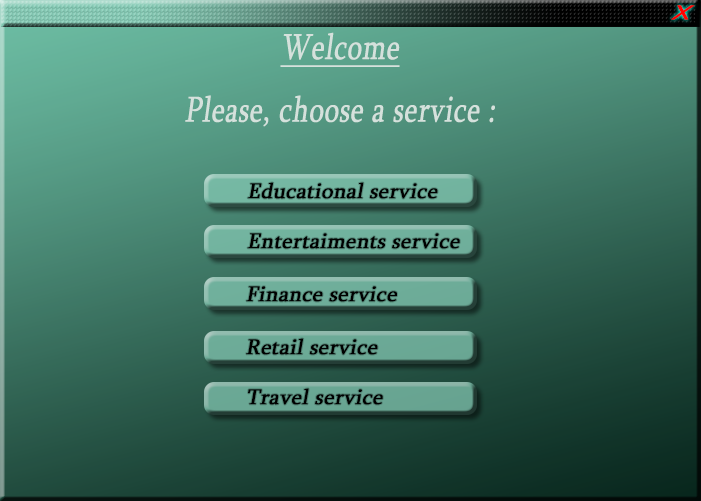 Welcome
Please, choose a service :
Educational service
Entertaiments service
Finance service
Retail service
Travel service